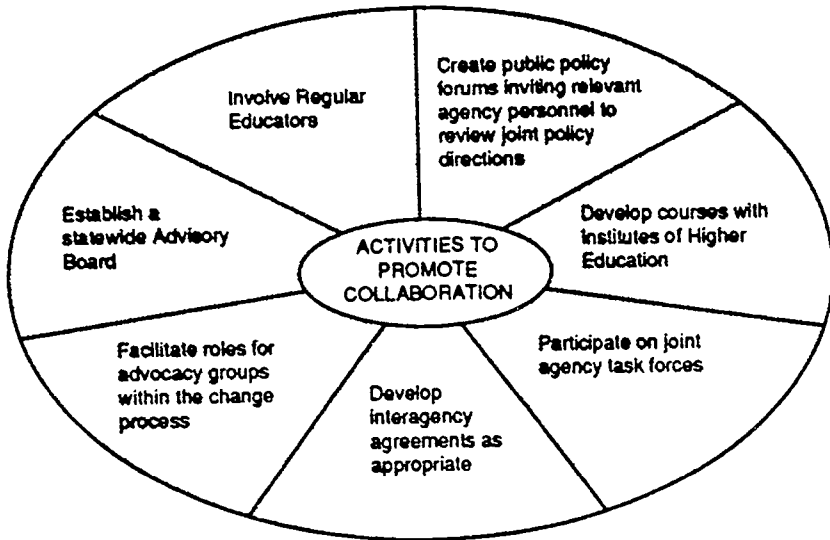 Involve Regular
Educators
Create public policy
forums inviting relevant
agency personnel to
review joint policy
directions
Establish a
statewide Advisory
Board
ACTIVITIES TO
PROMOTE
COLLABORATION
Develop courses with
Institutes of Higher
Education
Facilitate roles for
advocacy groups
within the change
process
Develop
interagency
agreements as
appropriate
Participate on joint
agency task forces